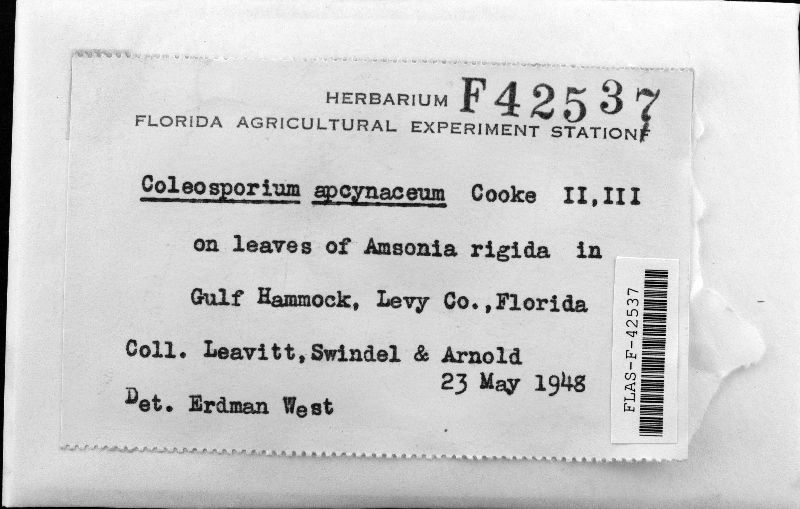 HERBARIUM F42537
FLORIDA AGRICULTURAL EXPERIMENT STATION
Coleosporium apcynaceum Cooke II,III
on leaves of Amsonia rigida in
Gulf Hammock, Levy Co.,Florida
Coll. Leavitt,Swindel & Arnold
23 May 1948
Det. Erdman West
FLAS-F-42537